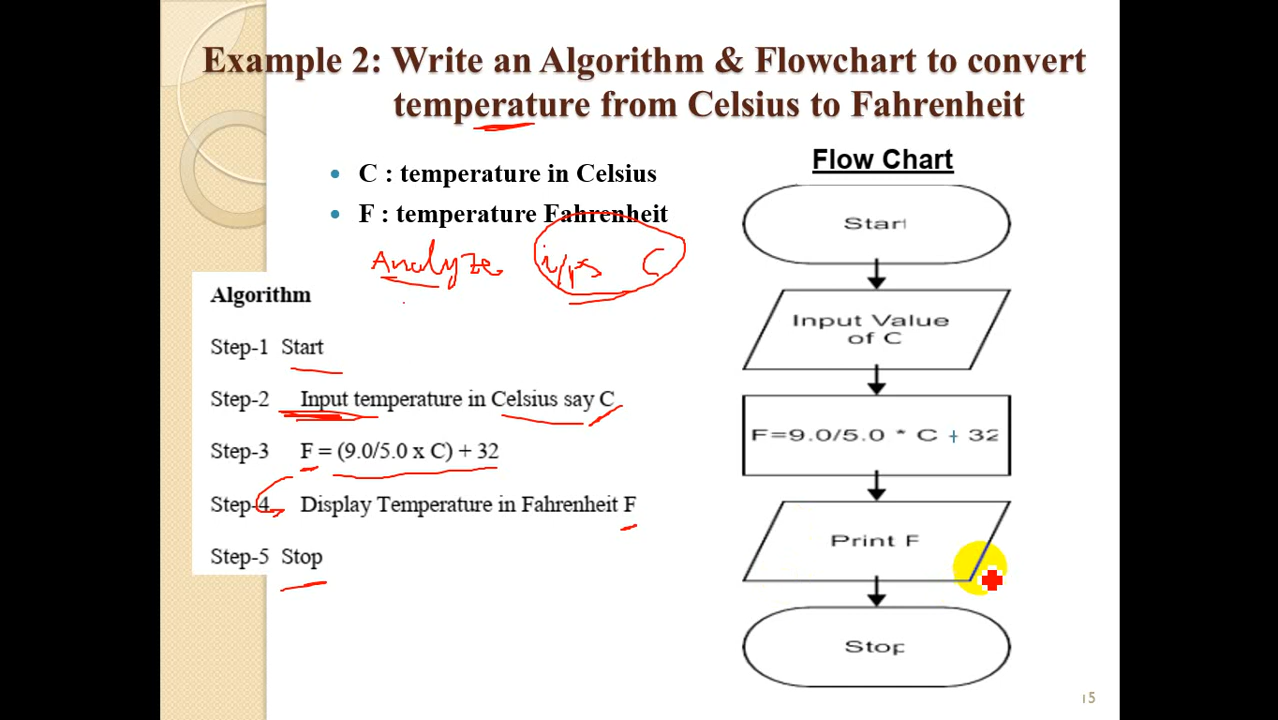 Example 2: Write an Algorithm & Flowchart to convert
temperature from Celsius to Fahrenheit
C : temperature in Celsius
F : temperature Fahrenheit
Analyze i/ps C
Algorithm
Step-1 Start
Step-2 Input temperature in Celsius say C
Step-3 F = (9.0/5.0 x C) + 32
Step-4 Display Temperature in Fahrenheit F
Step-5 Stop
Flow Chart
Start
Input Value
of C
F=9.0/5.0 * C + 32
Print F
Stop
15